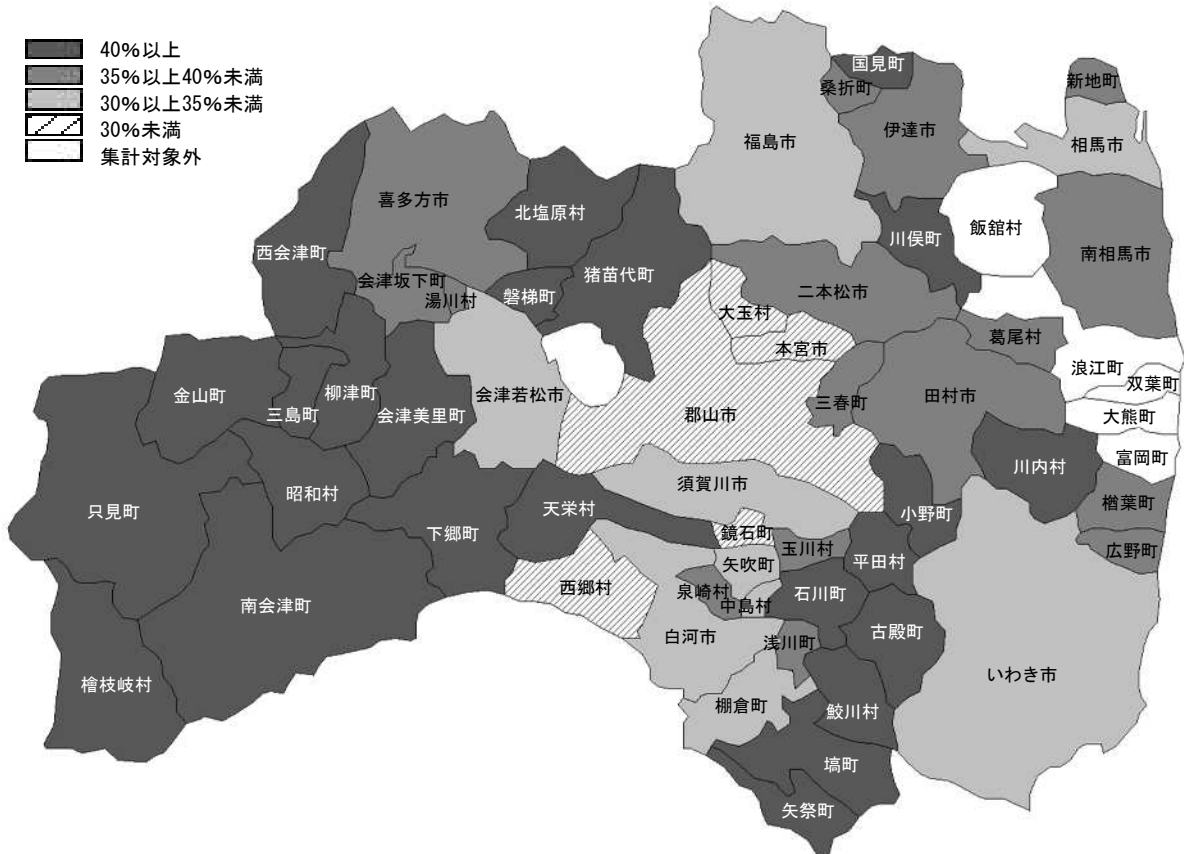 40%以上
35%以上40%未満
30%以上35%未満
30%未満
集計対象外
国見町
桑折町
新地町
伊達市
福島市
相馬市
喜多方市
北塩原村
飯舘村
川俣町
西会津町
猪苗代町
南相馬市
会津坂下町
湯川村
磐梯町
二本松市
大玉村
本宮市
葛尾村
浪江町
双葉町
金山町
三島町
柳津町
会津美里町
会津若松市
三春町
田村市
大熊町
郡山市
川内村
富岡町
須賀川市
昭和村
只見町
天栄村
小野町
楢葉町
下郷町
鏡石町
玉川村
平田村
広野町
矢吹町
西郷村
泉崎村
中島村
石川町
南会津町
白河市
浅川町
古殿町
いわき市
檜枝岐村
棚倉町
鮫川村
塙町
矢祭町